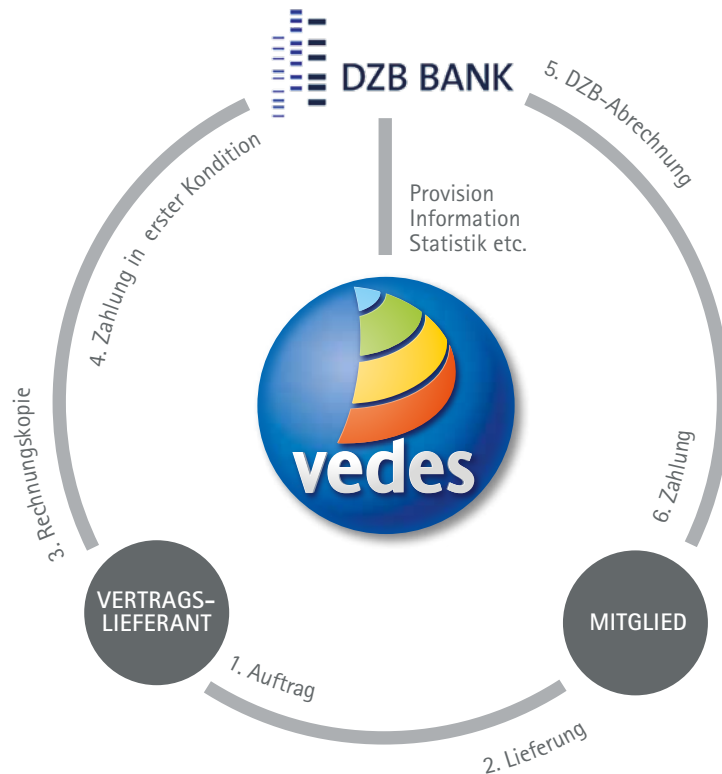 DZB BANK
5. DZB-Abrechnung
4. Zahlung in erster Kondition
Provision
Information
Statistik etc.
3. Rechnungskopie
vedes
6. Zahlung
VERTRAGS-
LIEFERANT
MITGLIED
1. Auftrag
2. Lieferung